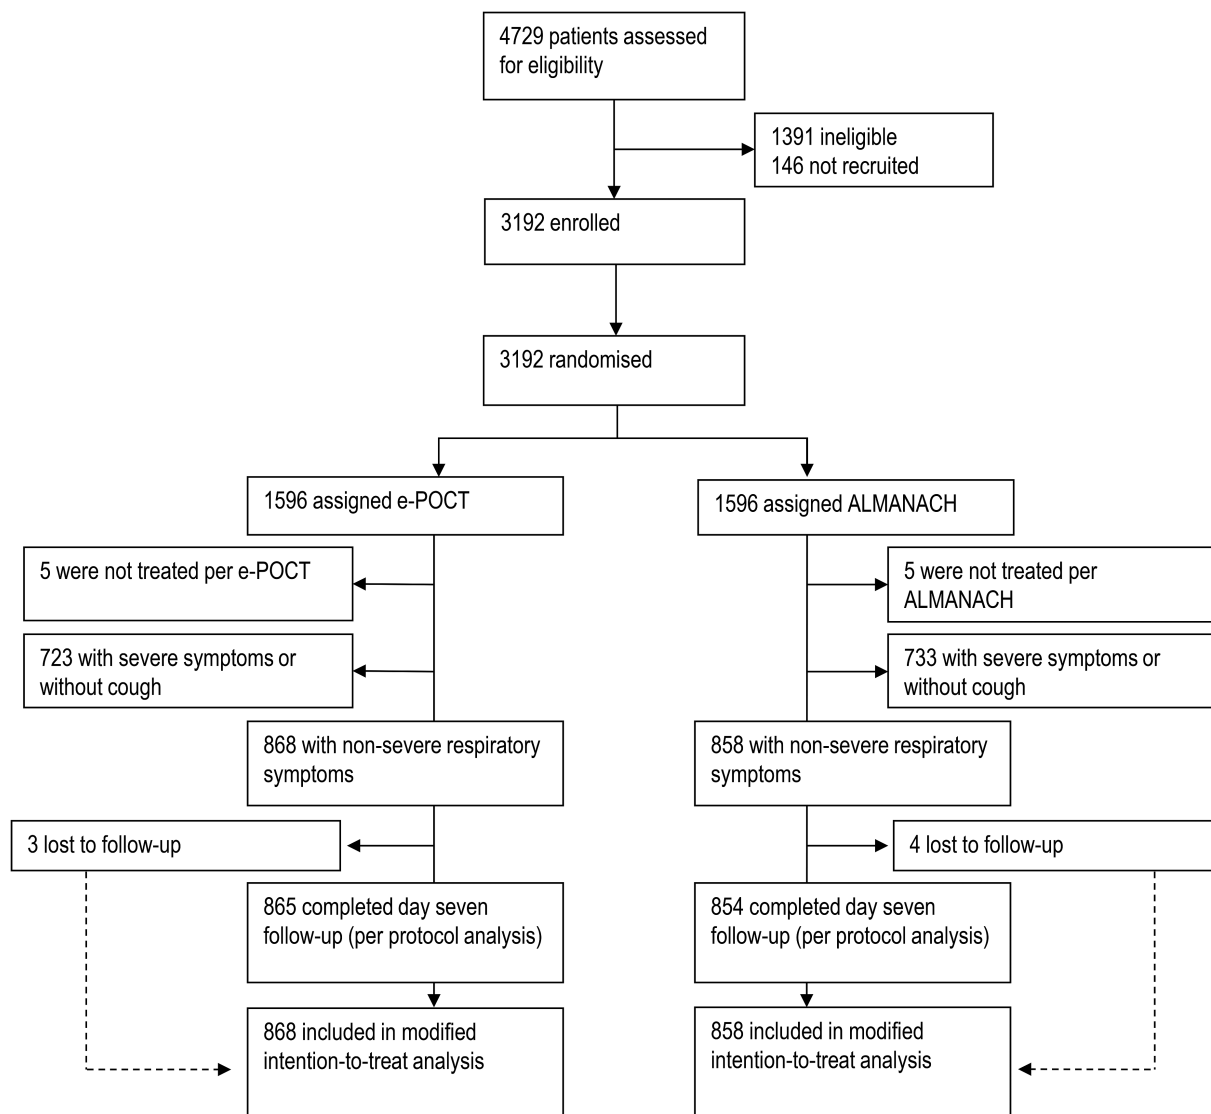 4729 patients assessed
for eligibility
1391 ineligible
146 not recruited
3192 enrolled
3192 randomised
1596 assigned e-POCT
1596 assigned ALMANACH
5 were not treated per e-POCT
5 were not treated per
ALMANACH
723 with severe symptoms or
without cough
733 with severe symptoms or
without cough
868 with non-severe respiratory
symptoms
858 with non-severe respiratory
symptoms
3 lost to follow-up
4 lost to follow-up
865 completed day seven
follow-up (per protocol analysis)
854 completed day seven
follow-up (per protocol analysis)
868 included in modified
intention-to-treat analysis
858 included in modified
intention-to-treat analysis